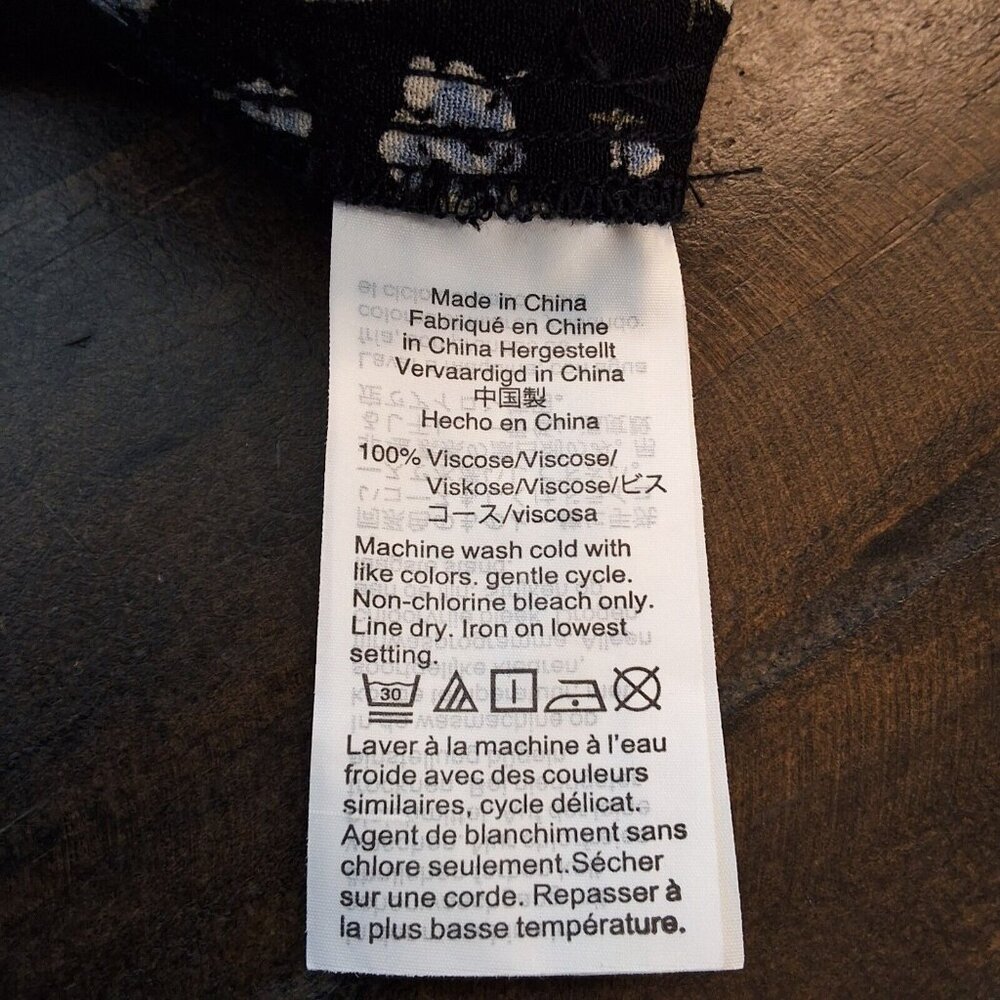 Made in China
Fabriqué en Chine
in China Hergestellt
Vervaardigd in China
中国製
Hecho en China
100% Viscose/Viscose/
Viskose/Viscose/ビス
コース/viscosa
Machine wash cold with
like colors. gentle cycle.
Non-chlorine bleach only.
Line dry. Iron on lowest
setting.
30
Laver à la machine à l'eau
froide avec des couleurs
similaires, cycle délicat.
Agent de blanchiment sans
chlore seulement.Sécher
sur une corde. Repasser à
la plus basse température.